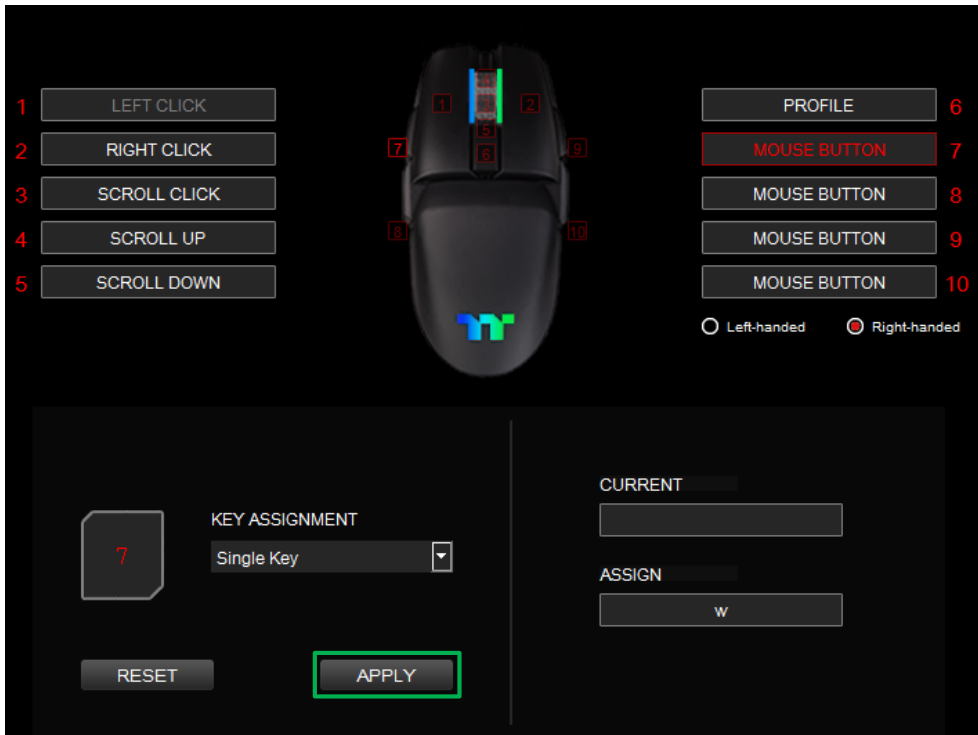 1 LEFT CLICK
2 RIGHT CLICK
3 SCROLL CLICK
4 SCROLL UP
5 SCROLL DOWN
1
2
5
6
7
9
8
10
PROFILE 6
MOUSE BUTTON 7
MOUSE BUTTON 8
MOUSE BUTTON 9
MOUSE BUTTON 10
Left-handed Right-handed
7
KEY ASSIGNMENT
Single Key
RESET APPLY
CURRENT
ASSIGN
w